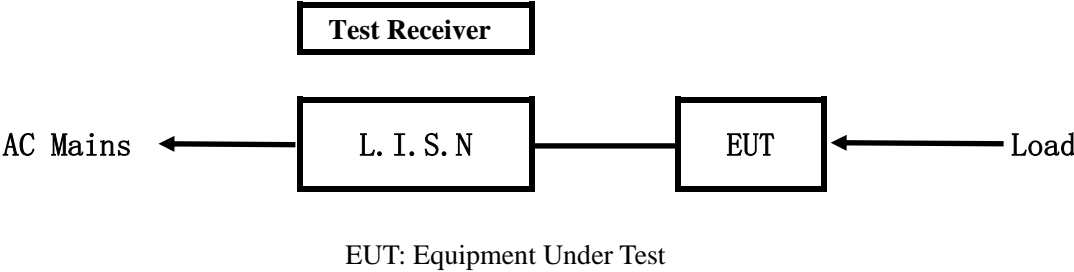 Test Receiver
AC Mains L.I.S.N EUT Load
EUT: Equipment Under Test